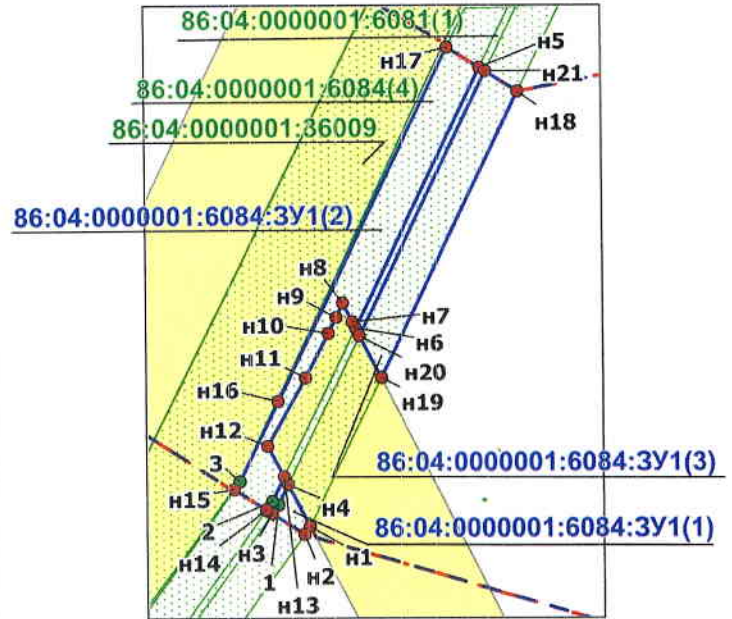 86:04:0000001:6081(1)
н17
н5
н21
86:04:0000001:6084(4)
н18
86:04:0000001:36009
86:04:0000001:6084:ЗУ1(2)
н8
н9
н7
н10
н6
н20
н11
н19
н16
н12
86:04:0000001:6084:ЗУ1(3)
3
н15
н4
2
86:04:0000001:6084:ЗУ1(1)
н14
н3
н1
н2
1
н13